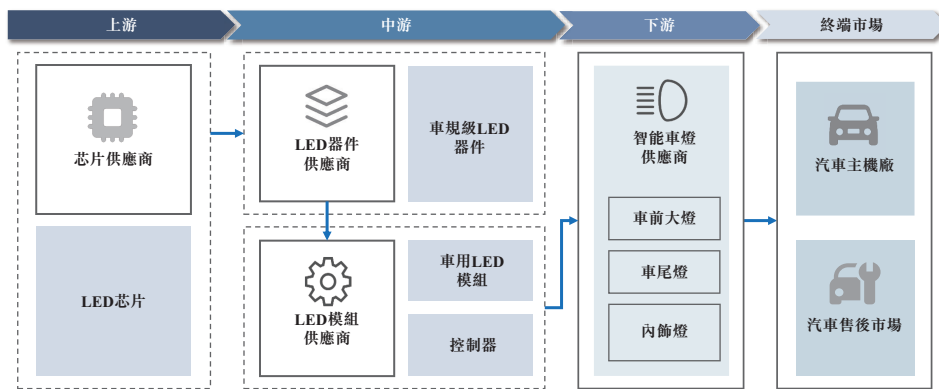 上游
中游
下游
終端市場
芯片供應商
LED芯片
LED器件
供應商
車規級LED
器件
LED模組
供應商
車用LED
模組
控制器
智能車燈
供應商
車前大燈
車尾燈
內飾燈
汽車主機廠
汽車售後市場